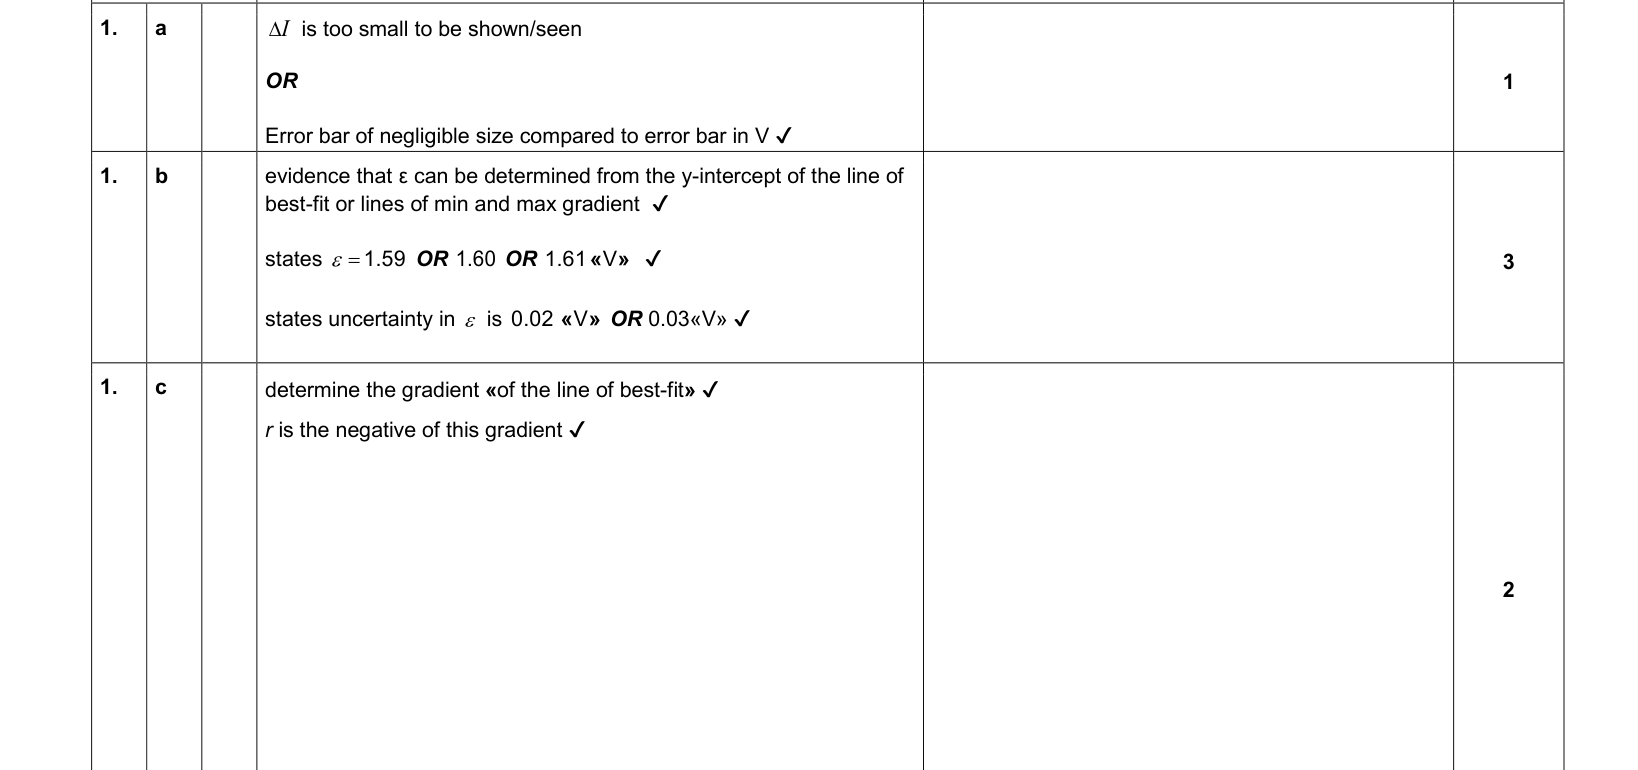 1. a ΔI is too small to be shown/seen
OR
1
Error bar of negligible size compared to error bar in V ✓
1. b evidence that ε can be determined from the y-intercept of the line of
best-fit or lines of min and max gradient ✓
states ε = 1.59 OR 1.60 OR 1.61 «V» ✓
3
states uncertainty in ε is 0.02 «V» OR 0.03«V» ✓
1. c determine the gradient «of the line of best-fit» ✓
r is the negative of this gradient ✓
2